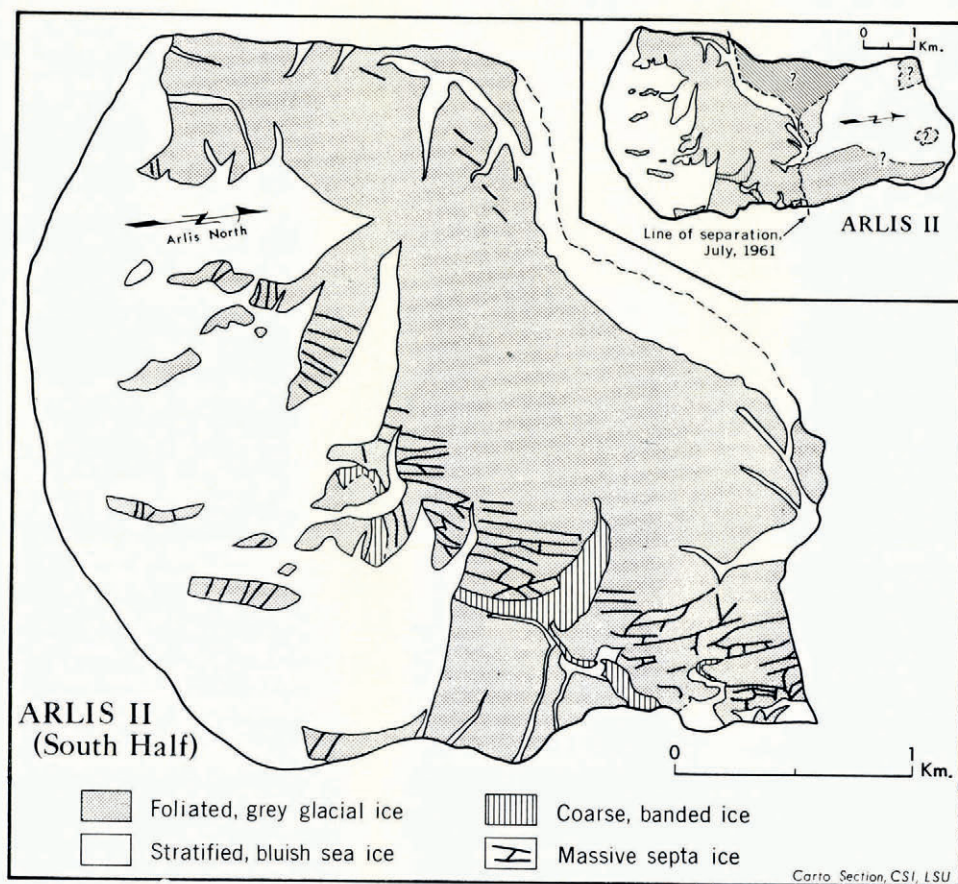 0 1
Km.
?
?
?
?
Line of separation,
July, 1961
ARLIS II
Arlis North
ARLIS II
(South Half)
0 1
Km.
Foliated, grey glacial ice
Coarse, banded ice
Stratified, bluish sea ice
Massive septa ice
Carto Section, CSI, LSU